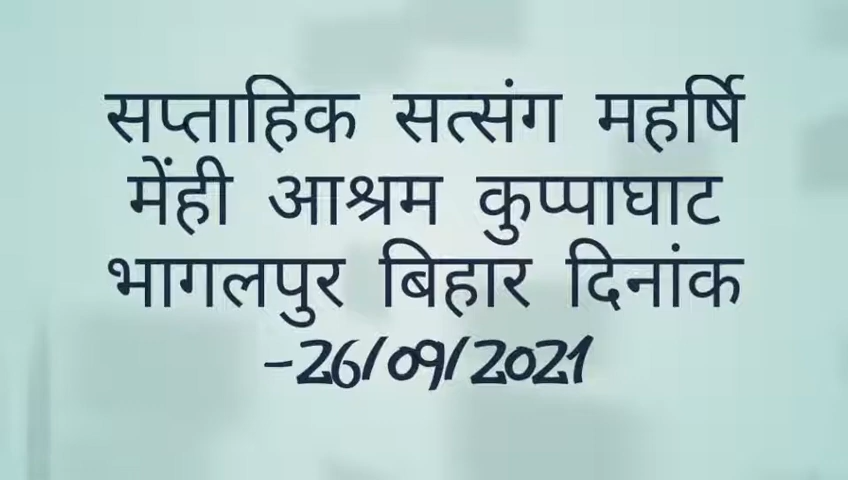 सप्ताहिक सत्संग महर्षि
मेंही आश्रम कुप्पाघाट
भागलपुर बिहार दिनांक
-26/09/2021